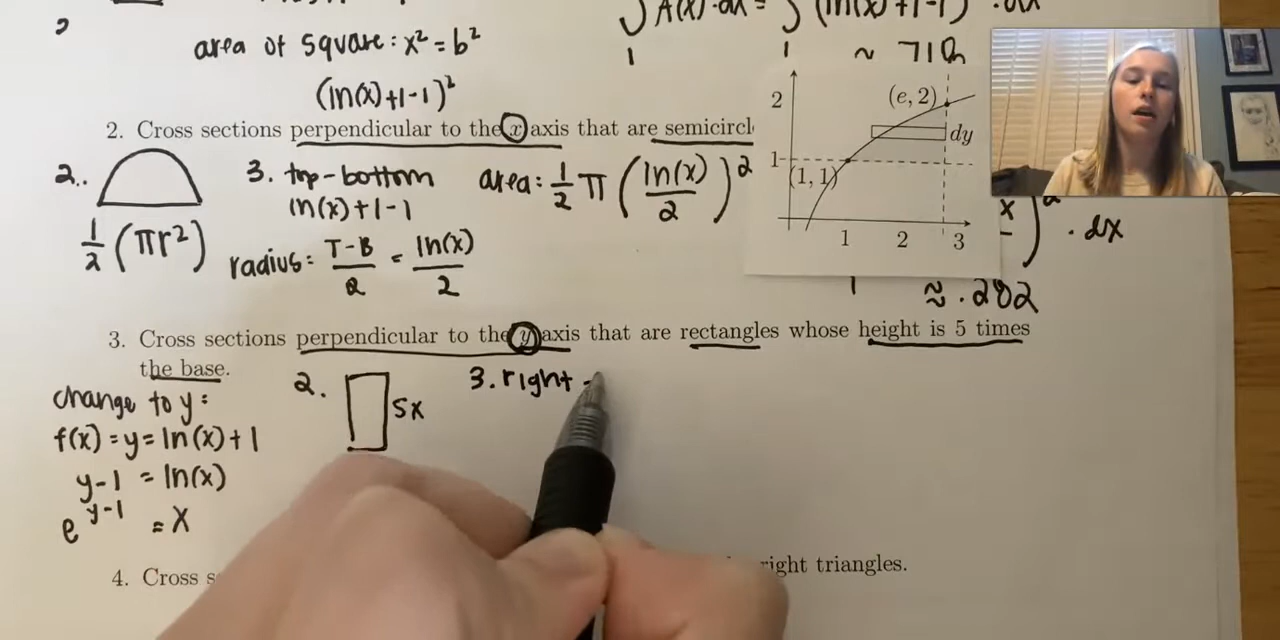 area of square: x² = b²
(ln(x)+1-1)²
≈ .71
2. Cross sections perpendicular to the x axis that are semicircl
2.
½(πr²)
3. top-bottom
ln(x)+1-1
radius: T-B/2 = ln(x)/2
area: ½ π (ln(x)/2)²
2
1
(1, 1)
(e, 2)
dy
1 2 3
. dx
≈ .282
3. Cross sections perpendicular to the y axis that are rectangles whose height is 5 times
the base.
change to y:
f(x) = y = ln(x) + 1
y-1 = ln(x)
e^y-1 = x
2.
5x
3. right -
4. Cross s
right triangles.